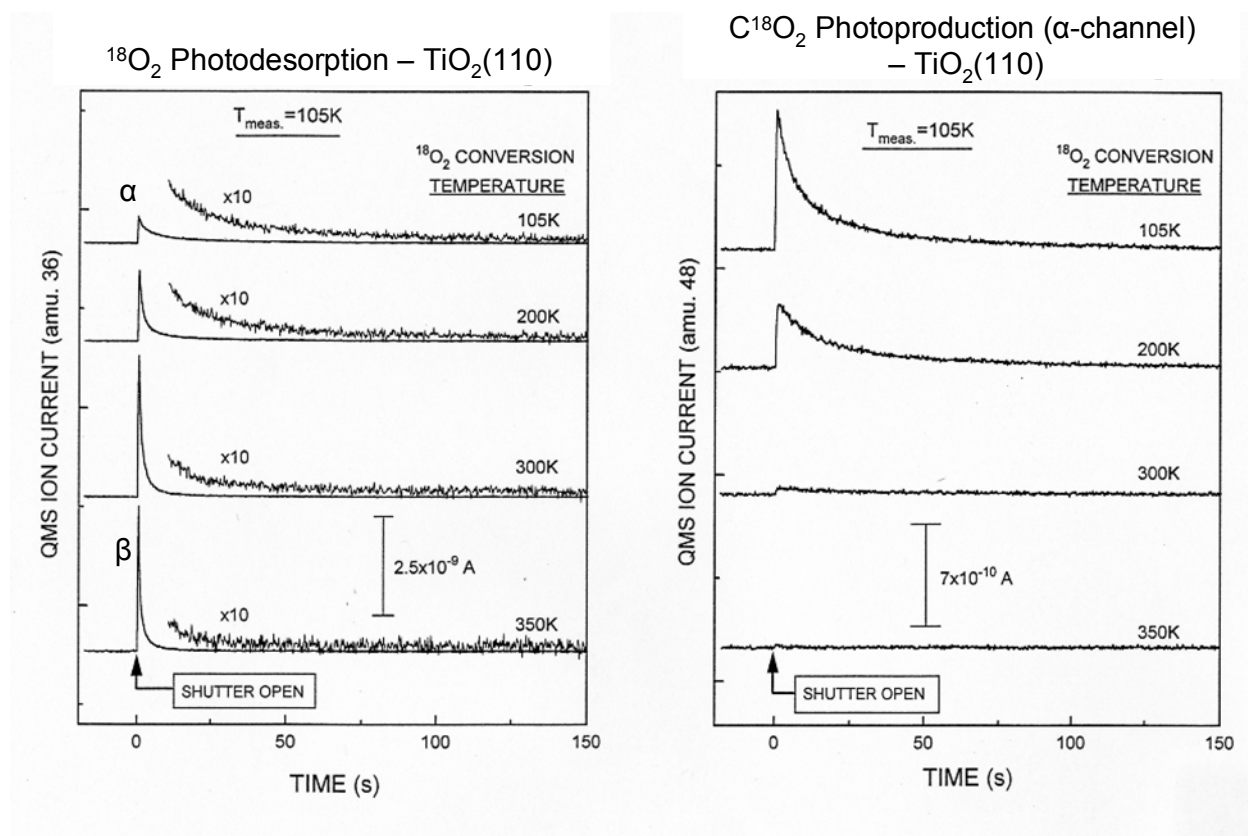 ¹⁸O₂ Photodesorption – TiO₂(110)
T_meas.=105K
¹⁸O₂ CONVERSION
TEMPERATURE
α
x10
105K
x10
200K
x10
300K
2.5x10⁻⁹ A
β
x10
350K
SHUTTER OPEN
0
50
100
150
TIME (s)
QMS ION CURRENT (amu. 36)
C¹⁸O₂ Photoproduction (α-channel)
– TiO₂(110)
T_meas.=105K
¹⁸O₂ CONVERSION
TEMPERATURE
105K
200K
300K
7x10⁻¹⁰ A
350K
SHUTTER OPEN
0
50
100
150
TIME (s)
QMS ION CURRENT (amu. 48)